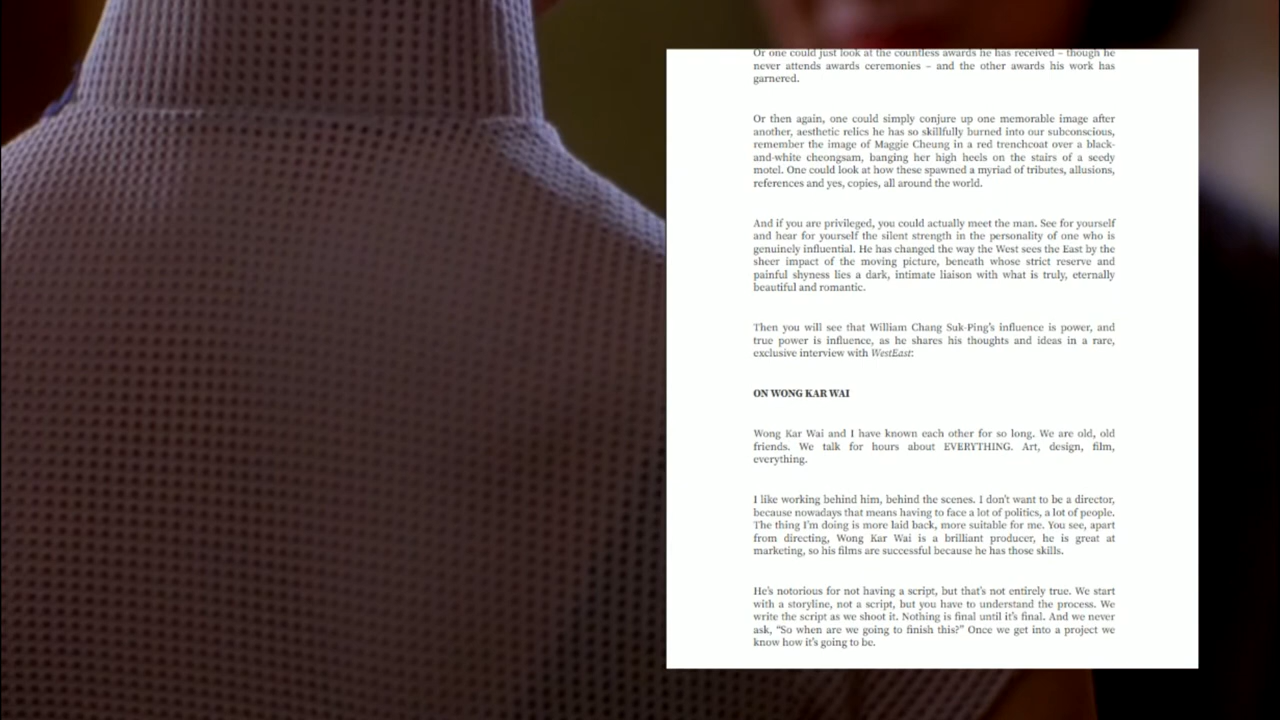 Or one could just look at the countless awards he has received – though he
never attends awards ceremonies – and the other awards his work has
garnered.
Or then again, one could simply conjure up one memorable image after
another, aesthetic relics he has so skillfully burned into our subconscious,
remember the image of Maggie Cheung in a red trenchcoat over a black-
and-white cheongsam, banging her high heels on the stairs of a seedy
motel. One could look at how these spawned a myriad of tributes, allusions,
references and yes, copies, all around the world.
And if you are privileged, you could actually meet the man. See for yourself
and hear for yourself the silent strength in the personality of one who is
genuinely influential. He has changed the way the West sees the East by the
sheer impact of the moving picture, beneath whose strict reserve and
painful shyness lies a dark, intimate liaison with what is truly, eternally
beautiful and romantic.
Then you will see that William Chang Suk-Ping's influence is power, and
true power is influence, as he shares his thoughts and ideas in a rare,
exclusive interview with WestEast:
ON WONG KAR WAI
Wong Kar Wai and I have known each other for so long. We are old, old
friends. We talk for hours about EVERYTHING. Art, design, film,
everything.
I like working behind him, behind the scenes. I don't want to be a director,
because nowadays that means having to face a lot of politics, a lot of people.
The thing I'm doing is more laid back, more suitable for me. You see, apart
from directing, Wong Kar Wai is a brilliant producer, he is great at
marketing, so his films are successful because he has those skills.
He's notorious for not having a script, but that's not entirely true. We start
with a storyline, not a script, but you have to understand the process. We
write the script as we shoot it. Nothing is final until it's final. And we never
ask, "So when are we going to finish this?" Once we get into a project we
know how it's going to be.